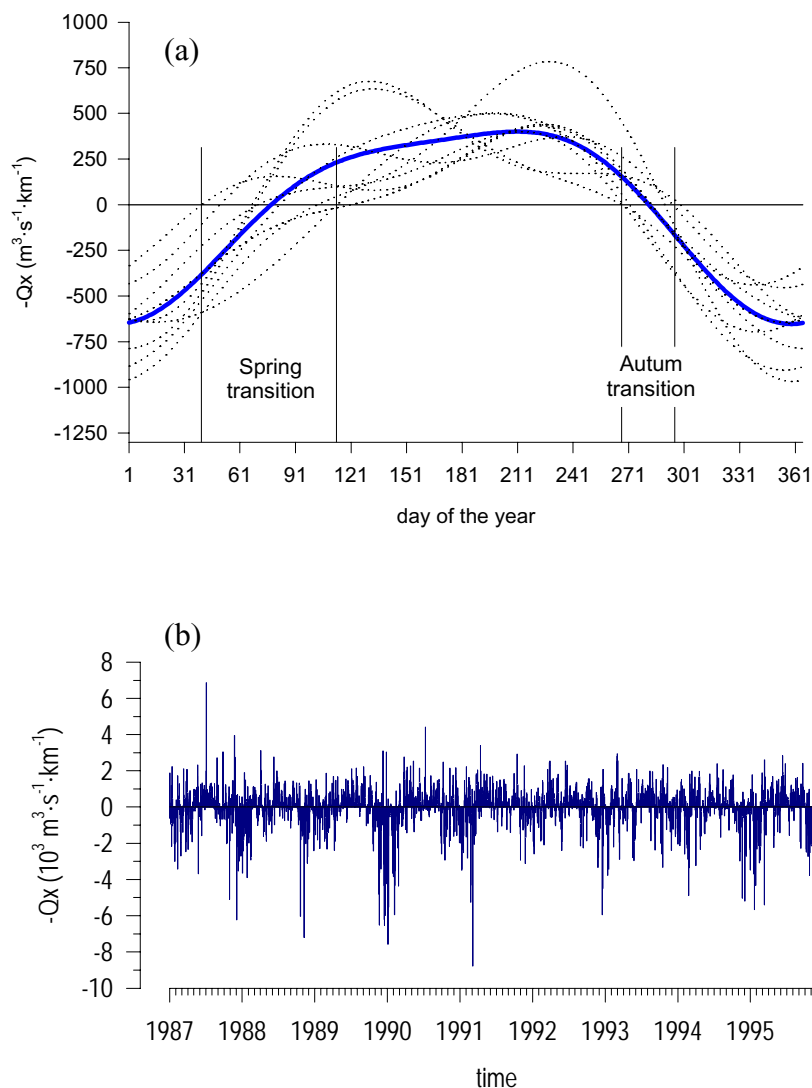 (a)
1000
750
500
250
0
-250
-500
-750
-1000
-1250
-Qx (m³·s⁻¹·km⁻¹)
Spring
transition
Autum
transition
1 31 61 91 121 151 181 211 241 271 301 331 361
day of the year
(b)
8
6
4
2
0
-2
-4
-6
-8
-10
-Qx (10³ m³·s⁻¹·km⁻¹)
1987 1988 1989 1990 1991 1992 1993 1994 1995
time